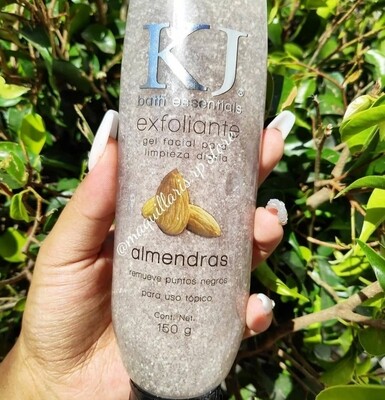 KJ
bath essentials
exfoliante
gel facial para
limpieza diaria
almendras
remueve puntos negros
para uso tópico
Cont. Net.
150 g